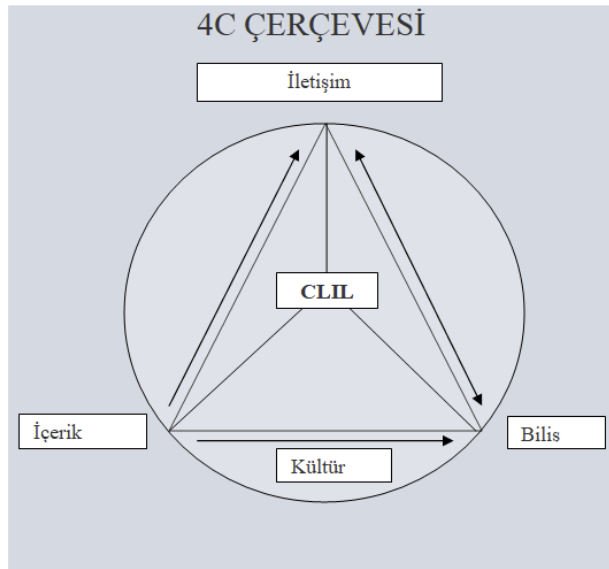 4C ÇERÇEVESİ
İletişim
CLIL
İçerik
Bilis
Kültür